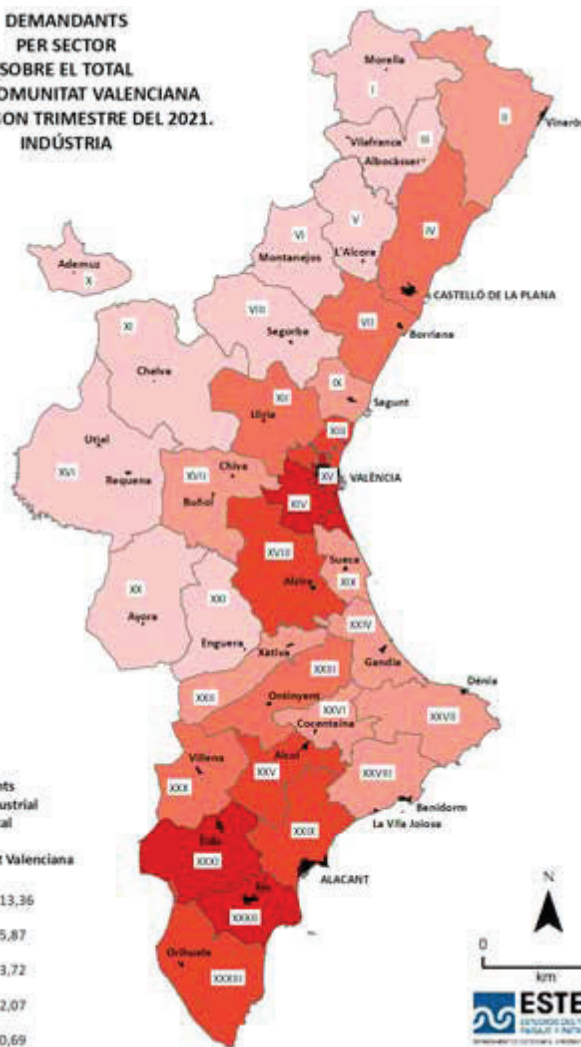 DEMANDANTS
PER SECTOR
SOBRE EL TOTAL
OMUNITAT VALENCIANA
ON TRIMESTRE DEL 2021.
INDÚSTRIA
Morella
I
II
Vinaròs
Vilafranca
III
Albocàsser
V
IV
VI
L'Alcora
Montanejos
Ademuz
X
CASTELLÓ DE LA PLANA
VIII
VII
Borriana
XI
Segorbe
Chelva
IX
XII
Sagunt
Llíria
XIII
Utiel
XVI
Requena
XVII
Chiva
XV
VALÈNCIA
Buñol
XIV
XVIII
Sueca
XX
Alzira
XIX
XXI
Ayora
XXIV
Enguera
Xàtiva
Gandia
XXIII
Dénia
XXII
Ontinyent
XXVI
XXVII
Cocentaina
Villena
Alcoi
XXV
XXVIII
XXX
Benidorm
La Vila Joiosa
XXIX
Elda
XXXI
ALACANT
Elx
XXXII
Orihuela
XXXIII
nts
ustrial
tal
t Valenciana
13,36
5,87
3,72
2,07
0,69
N
0
km
ESTE